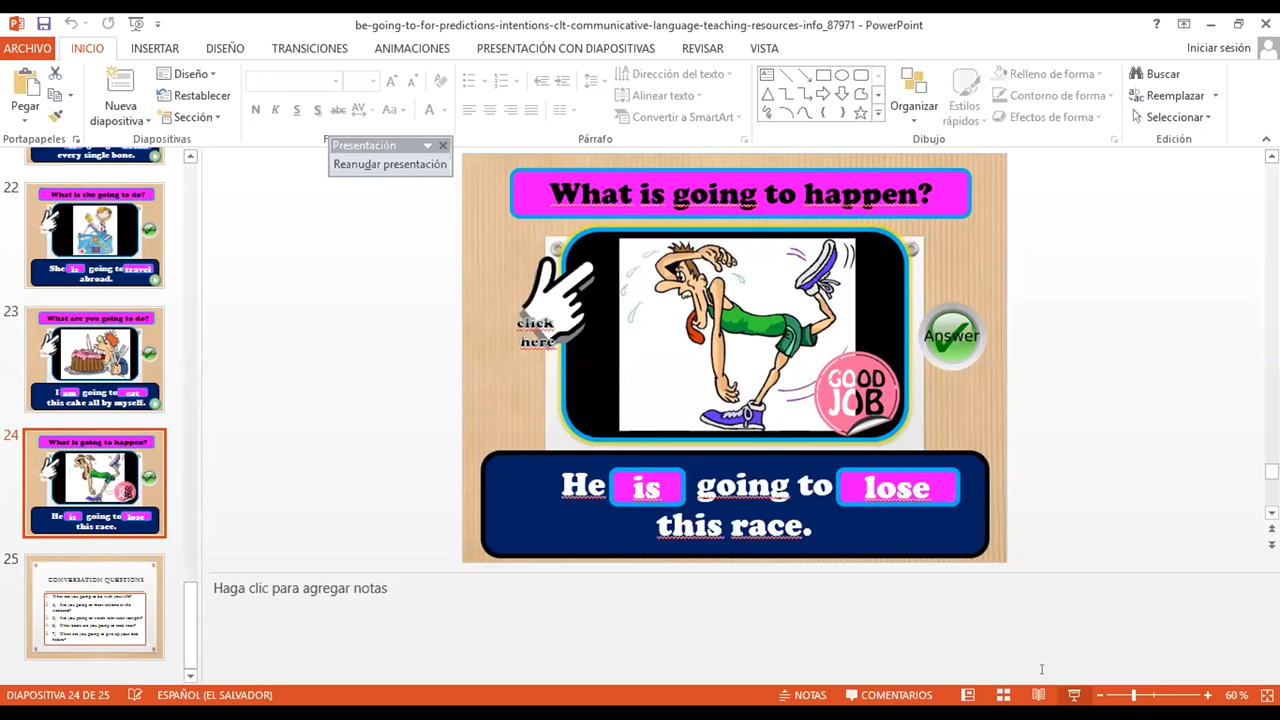 be-going-to-for-predictions-intentions-clt-communicative-language-teaching-resources-info_87971 - PowerPoint
ARCHIVO INICIO INSERTAR DISEÑO TRANSICIONES ANIMACIONES PRESENTACIÓN CON DIAPOSITIVAS REVISAR VISTA Iniciar sesión
Pegar
Portapapeles
Nueva diapositiva
Diseño
Restablecer
Sección
Diapositivas
N K S S abc AV Aa A
Párrafo
Dirección del texto
Alinear texto
Convertir a SmartArt
Organizar
Estilos rápidos
Relleno de forma
Contorno de forma
Efectos de forma
Dibujo
Buscar
Reemplazar
Seleccionar
Edición
Presentación
Reanudar presentación
every single bone.
22
What is she going to do?
She is going to travel
abroad.
23
What are you going to do?
I am going to eat
this cake all by myself.
24
What is going to happen?
He is going to lose
this race.
25
CONVERSATION QUESTIONS
What is going to happen?
click
here
GOOD
JOB
Answer
He is going to lose
this race.
Haga clic para agregar notas
DIAPOSITIVA 24 DE 25 ESPAÑOL (EL SALVADOR) NOTAS COMENTARIOS 60 %